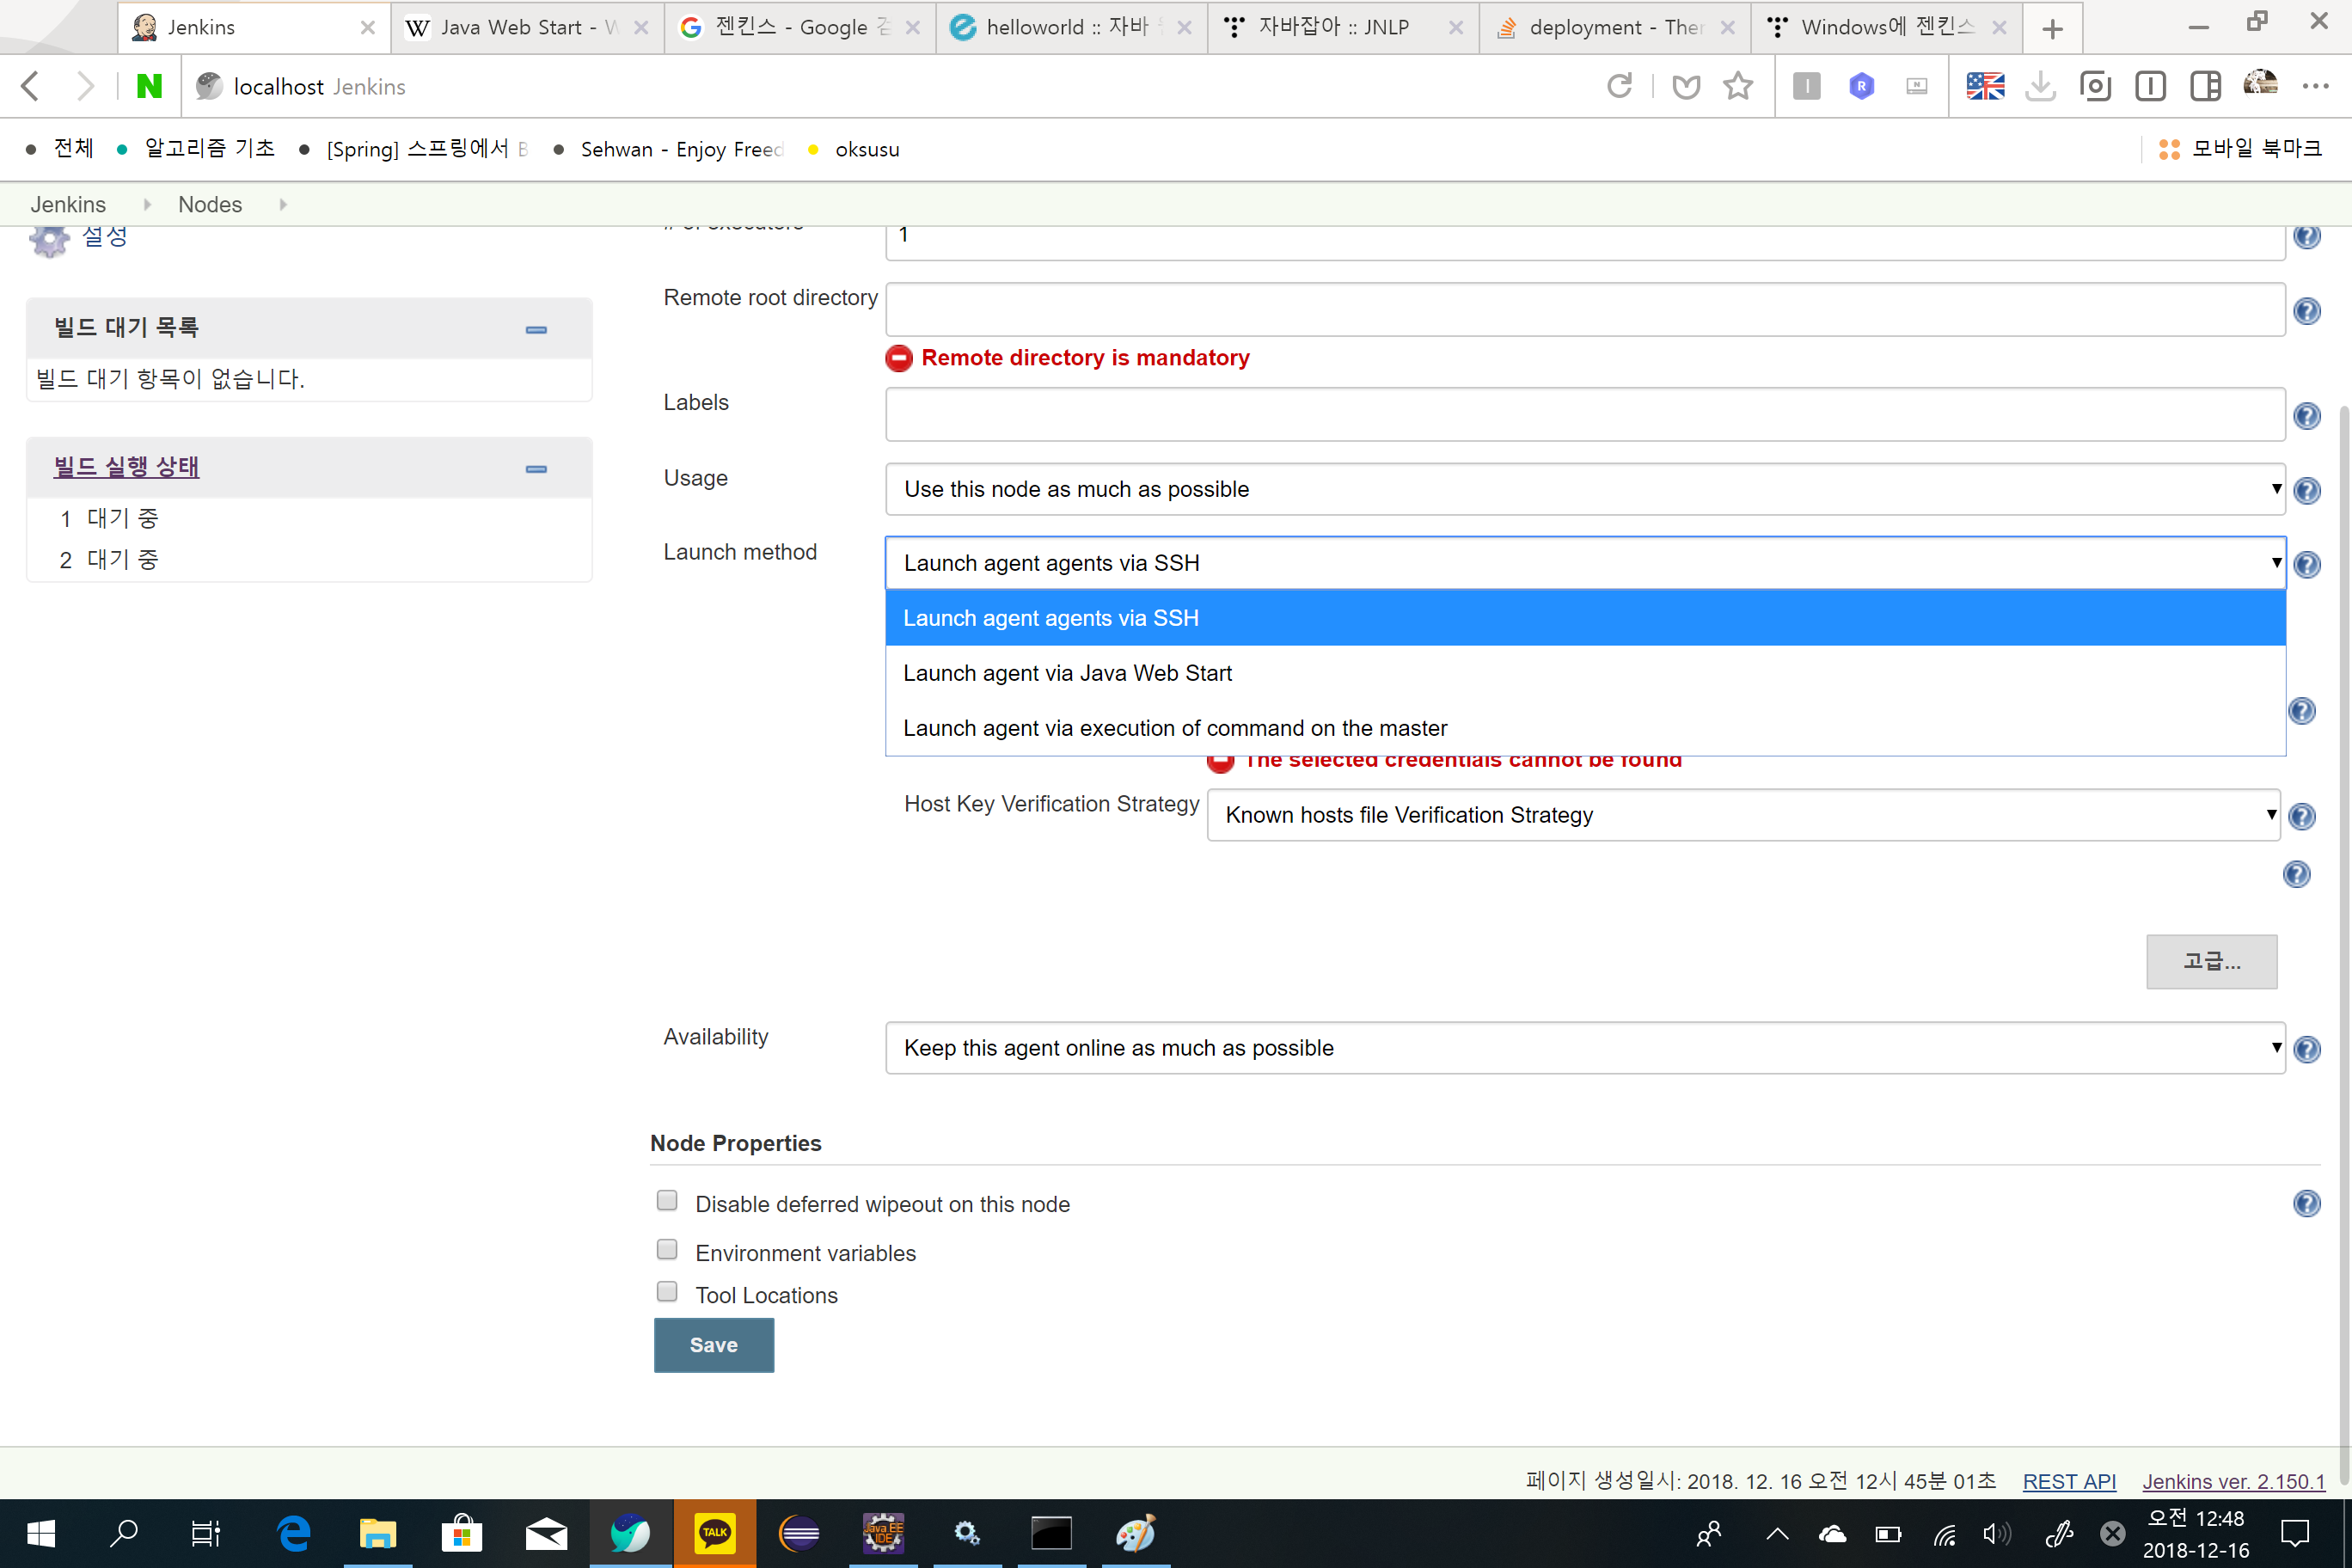 Jenkins
Java Web Start - W
젠킨스 - Google 검
helloworld :: 자바
자바잡아 :: JNLP
deployment - Ther
Windows에 젠킨스
localhost Jenkins
전체
알고리즘 기초
[Spring] 스프링에서 B
Sehwan - Enjoy Freed
oksusu
모바일 북마크
Jenkins
Nodes
설정
# of executors
1
빌드 대기 목록
빌드 대기 항목이 없습니다.
빌드 실행 상태
1 대기 중
2 대기 중
Remote root directory
Remote directory is mandatory
Labels
Usage
Use this node as much as possible
Launch method
Launch agent agents via SSH
Launch agent agents via SSH
Launch agent via Java Web Start
Launch agent via execution of command on the master
The selected credentials cannot be found
Host Key Verification Strategy
Known hosts file Verification Strategy
고급...
Availability
Keep this agent online as much as possible
Node Properties
Disable deferred wipeout on this node
Environment variables
Tool Locations
Save
페이지 생성일시: 2018. 12. 16 오전 12시 45분 01초
REST API
Jenkins ver. 2.150.1
TALK
Java EE
IDE
오전 12:48
2018-12-16